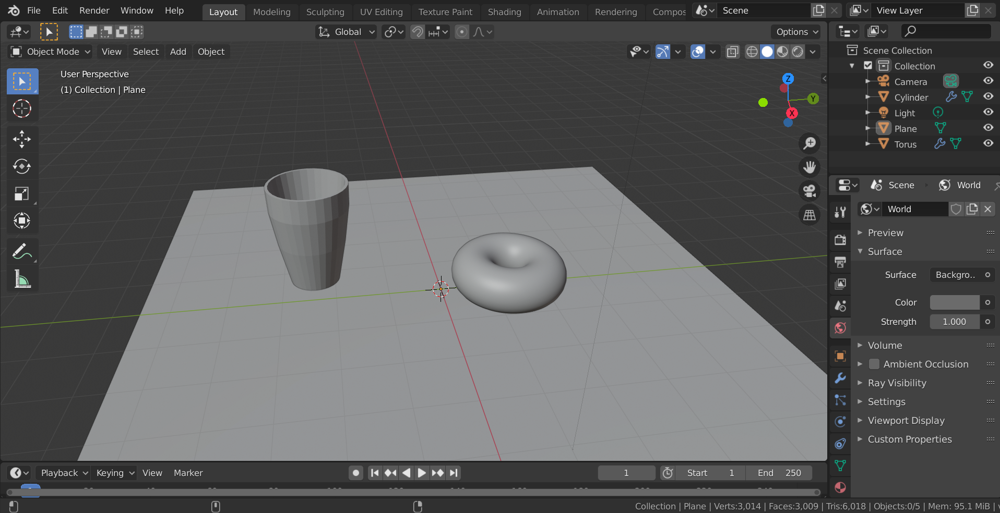 File Edit Render Window Help Layout Modeling Sculpting UV Editing Texture Paint Shading Animation Rendering Compos Scene View Layer
Global Options
Object Mode View Select Add Object
User Perspective
(1) Collection | Plane
Z
Y
X
Scene Collection
Collection
Camera
Cylinder
Light
Plane
Torus
Scene World
World
Preview
Surface
Surface Backgro..
Color
Strength 1.000
Volume
Ambient Occlusion
Ray Visibility
Settings
Viewport Display
Custom Properties
Playback Keying View Marker 1 Start 1 End 250
Collection | Plane | Verts:3,014 | Faces:3,009 | Tris:6,018 | Objects:0/5 | Mem: 95.1 MiB |